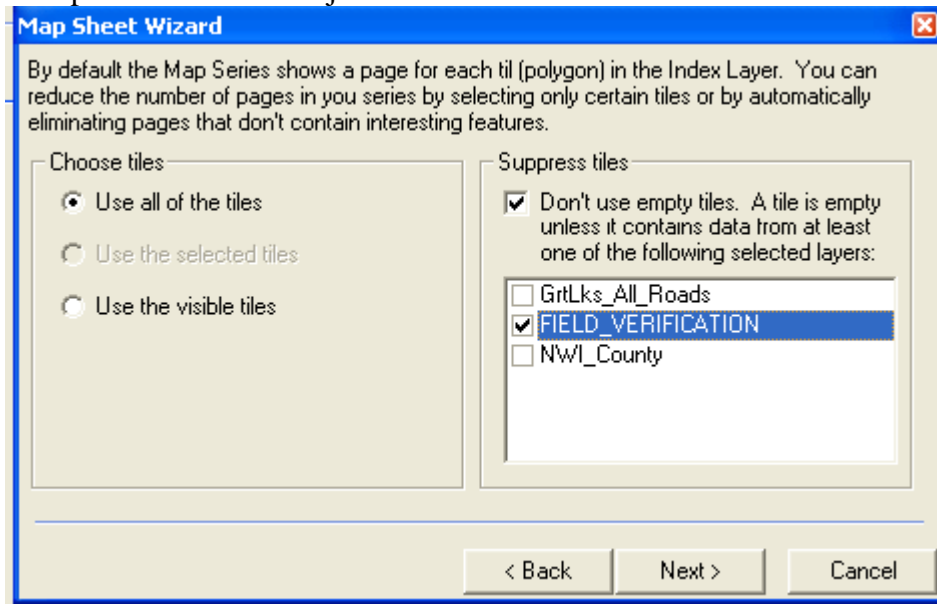 Map Sheet Wizard
By default the Map Series shows a page for each til (polygon) in the Index Layer. You can
reduce the number of pages in you series by selecting only certain tiles or by automatically
eliminating pages that don't contain interesting features.
Choose tiles
Use all of the tiles
Use the selected tiles
Use the visible tiles
Suppress tiles
Don't use empty tiles. A tile is empty
unless it contains data from at least
one of the following selected layers:
GrtLks_All_Roads
FIELD_VERIFICATION
NWI_County
< Back
Next >
Cancel